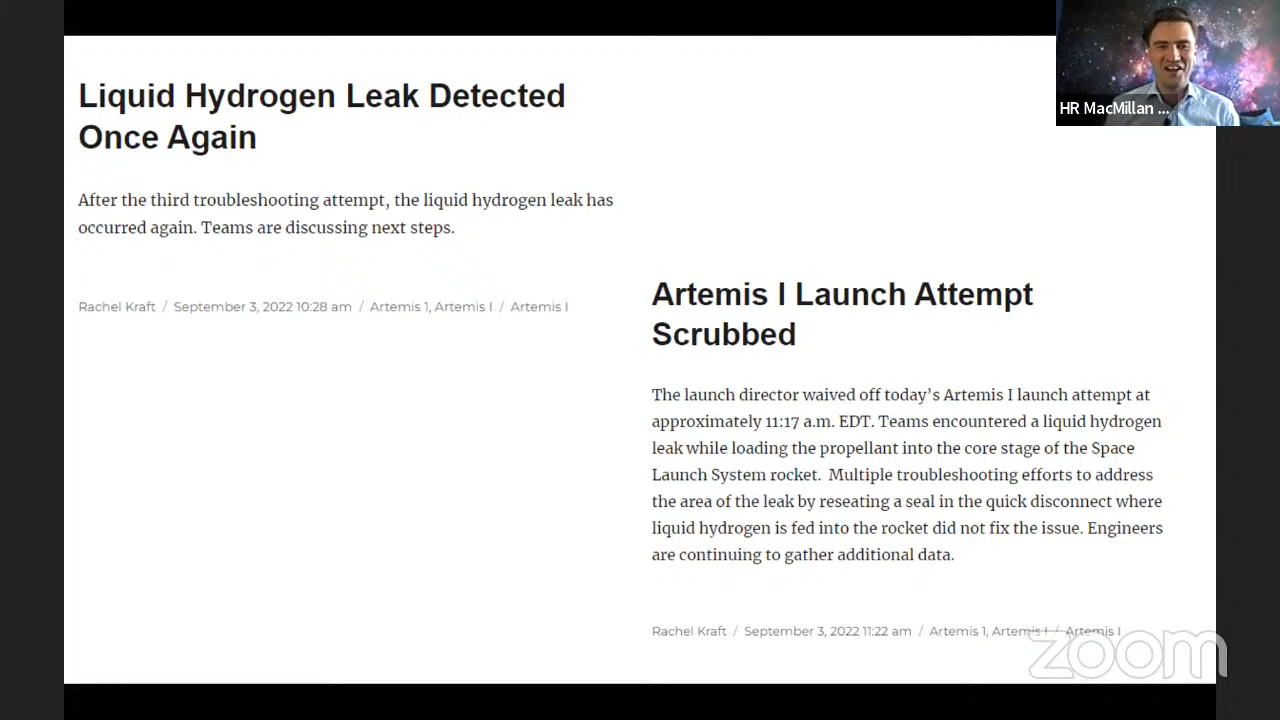 Liquid Hydrogen Leak Detected
Once Again
After the third troubleshooting attempt, the liquid hydrogen leak has
occurred again. Teams are discussing next steps.
Rachel Kraft / September 3, 2022 10:28 am / Artemis 1, Artemis I / Artemis I
Artemis I Launch Attempt
Scrubbed
The launch director waived off today’s Artemis I launch attempt at
approximately 11:17 a.m. EDT. Teams encountered a liquid hydrogen
leak while loading the propellant into the core stage of the Space
Launch System rocket.  Multiple troubleshooting efforts to address
the area of the leak by reseating a seal in the quick disconnect where
liquid hydrogen is fed into the rocket did not fix the issue. Engineers
are continuing to gather additional data.
Rachel Kraft / September 3, 2022 11:22 am / Artemis 1, Artemis I / Artemis I
HR MacMillan ...
zoom